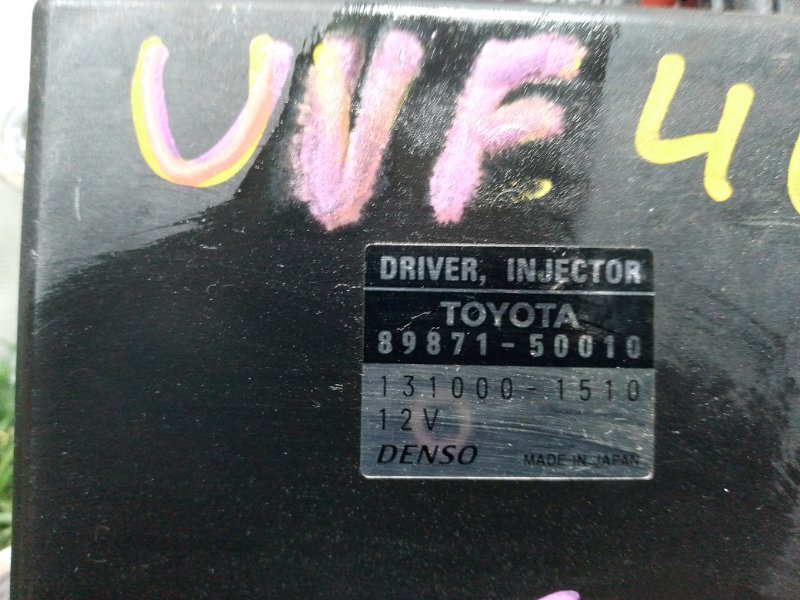 UVF 4
DRIVER, INJECTOR
TOYOTA
89871-50010
131000-1510
12V
DENSO MADE IN JAPAN